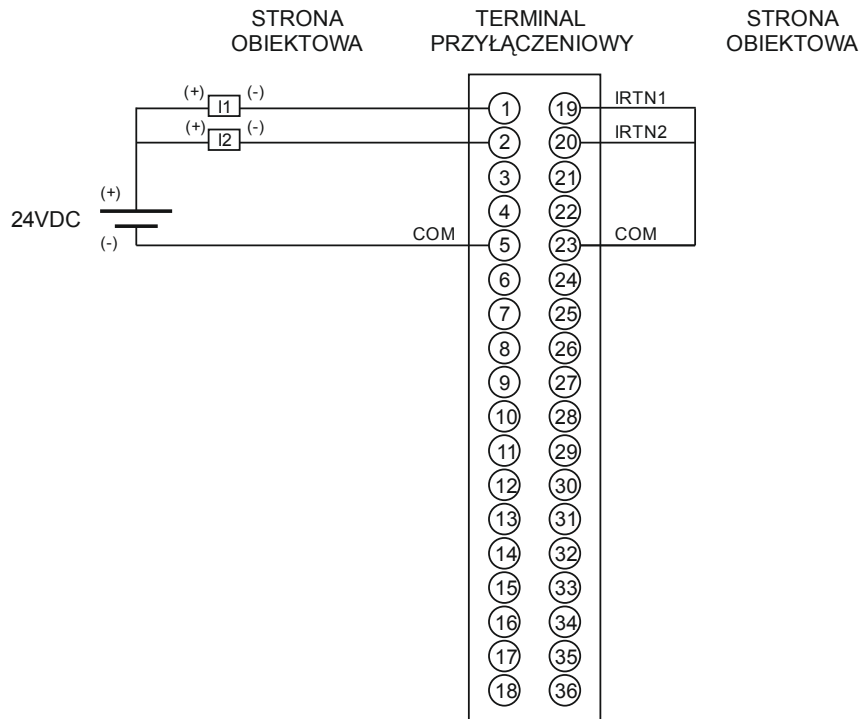 STRONA OBIEKTOWA
TERMINAL PRZYŁĄCZENIOWY
STRONA OBIEKTOWA
(+) I1 (-)
1 19 IRTN1
(+) I2 (-)
2 20 IRTN2
3 21
(+)
4 22
24VDC
(-)
COM 5 23 COM
6 24
7 25
8 26
9 27
10 28
11 29
12 30
13 31
14 32
15 33
16 34
17 35
18 36